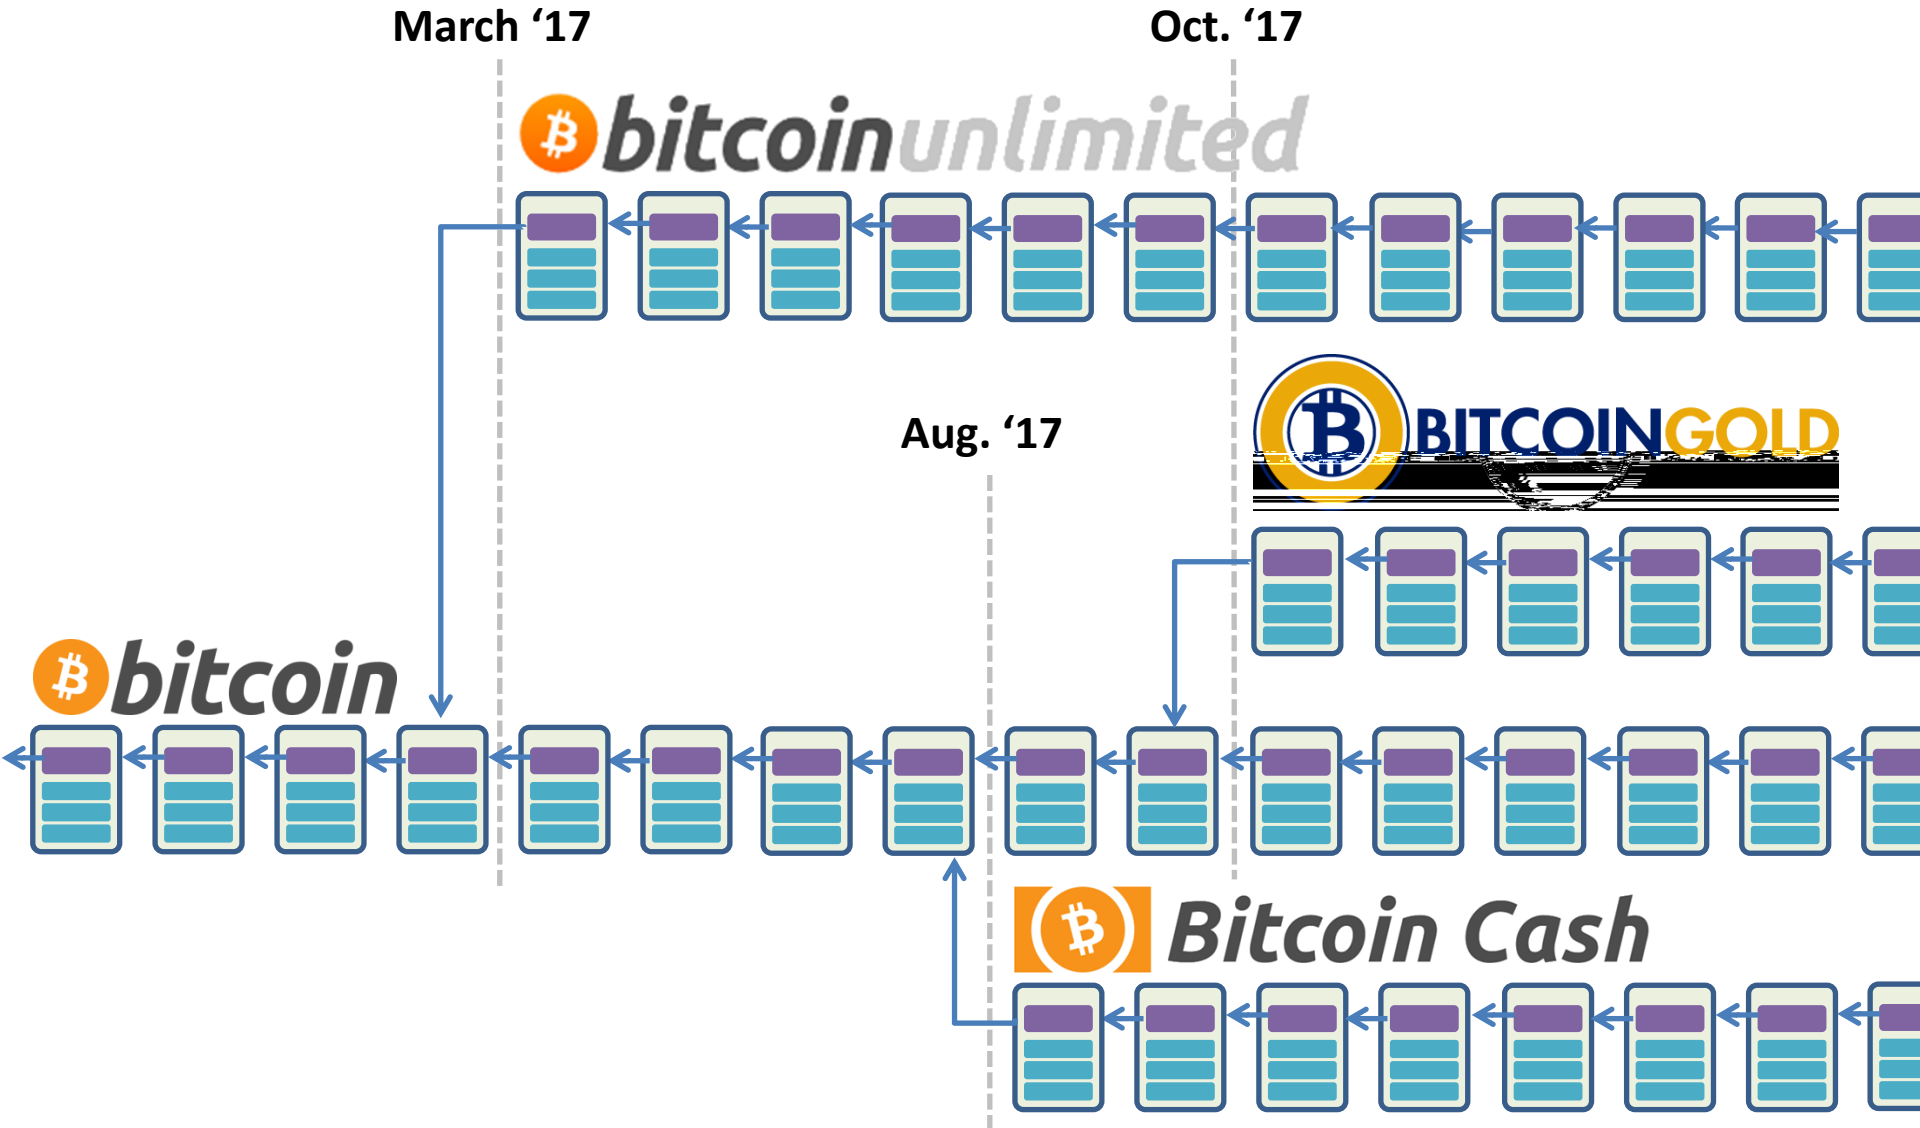 March ‘17
Oct. ‘17
bitcoinunlimited
BITCOINGOLD
Aug. ‘17
bitcoin
Bitcoin Cash